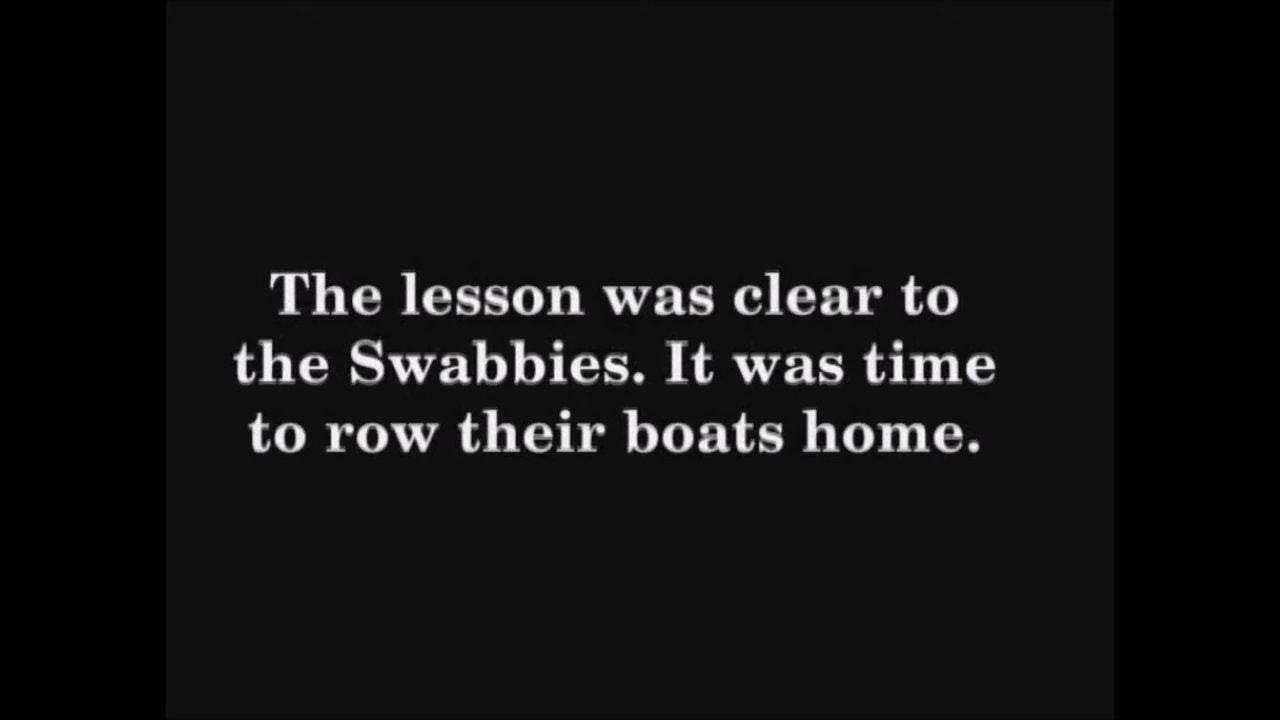 The lesson was clear to
the Swabbies. It was time
to row their boats home.